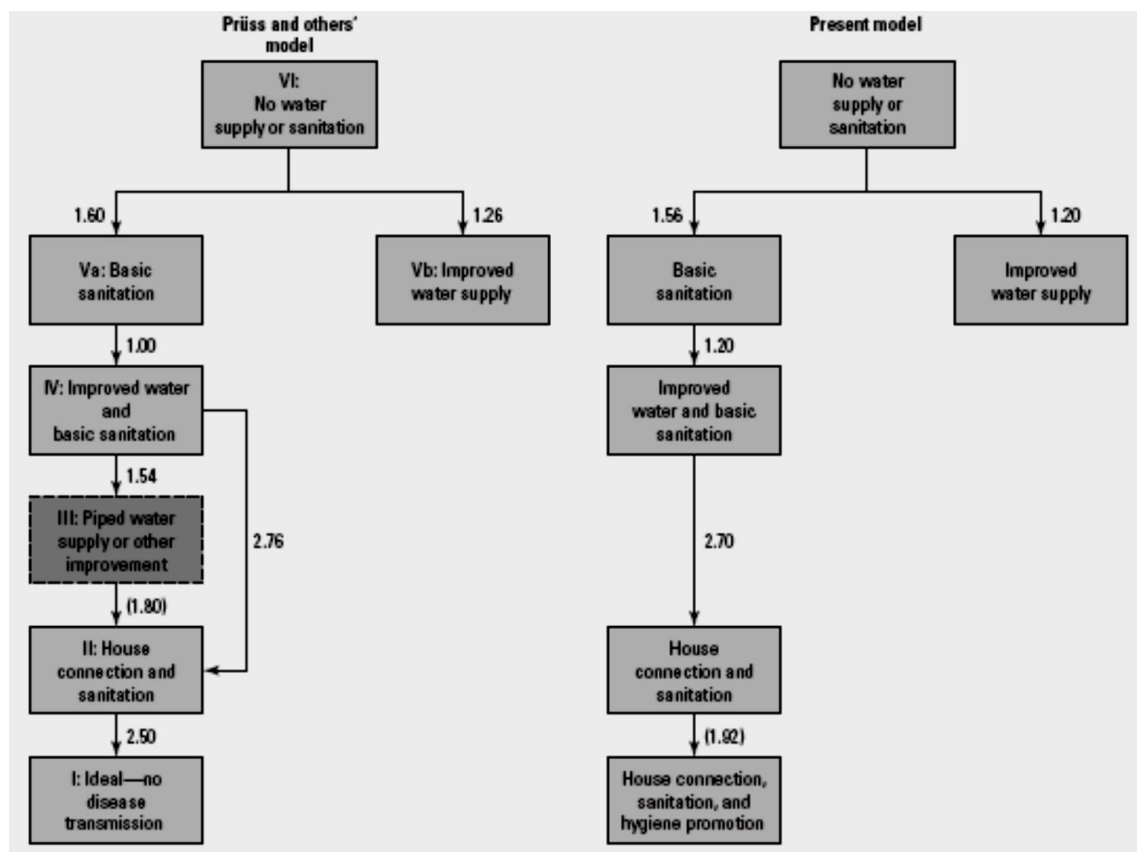 Prüss and others'
model
VI:
No water
supply or sanitation
1.60
1.26
Va: Basic
sanitation
Vb: Improved
water supply
1.00
IV: Improved water
and
basic sanitation
1.54
2.76
III: Piped water
supply or other
improvement
(1.80)
II: House
connection and
sanitation
2.50
I: Ideal—no
disease
transmission
Present model
No water
supply or
sanitation
1.56
1.20
Basic
sanitation
Improved
water supply
1.20
Improved
water and basic
sanitation
2.70
House
connection and
sanitation
(1.92)
House connection,
sanitation, and
hygiene promotion